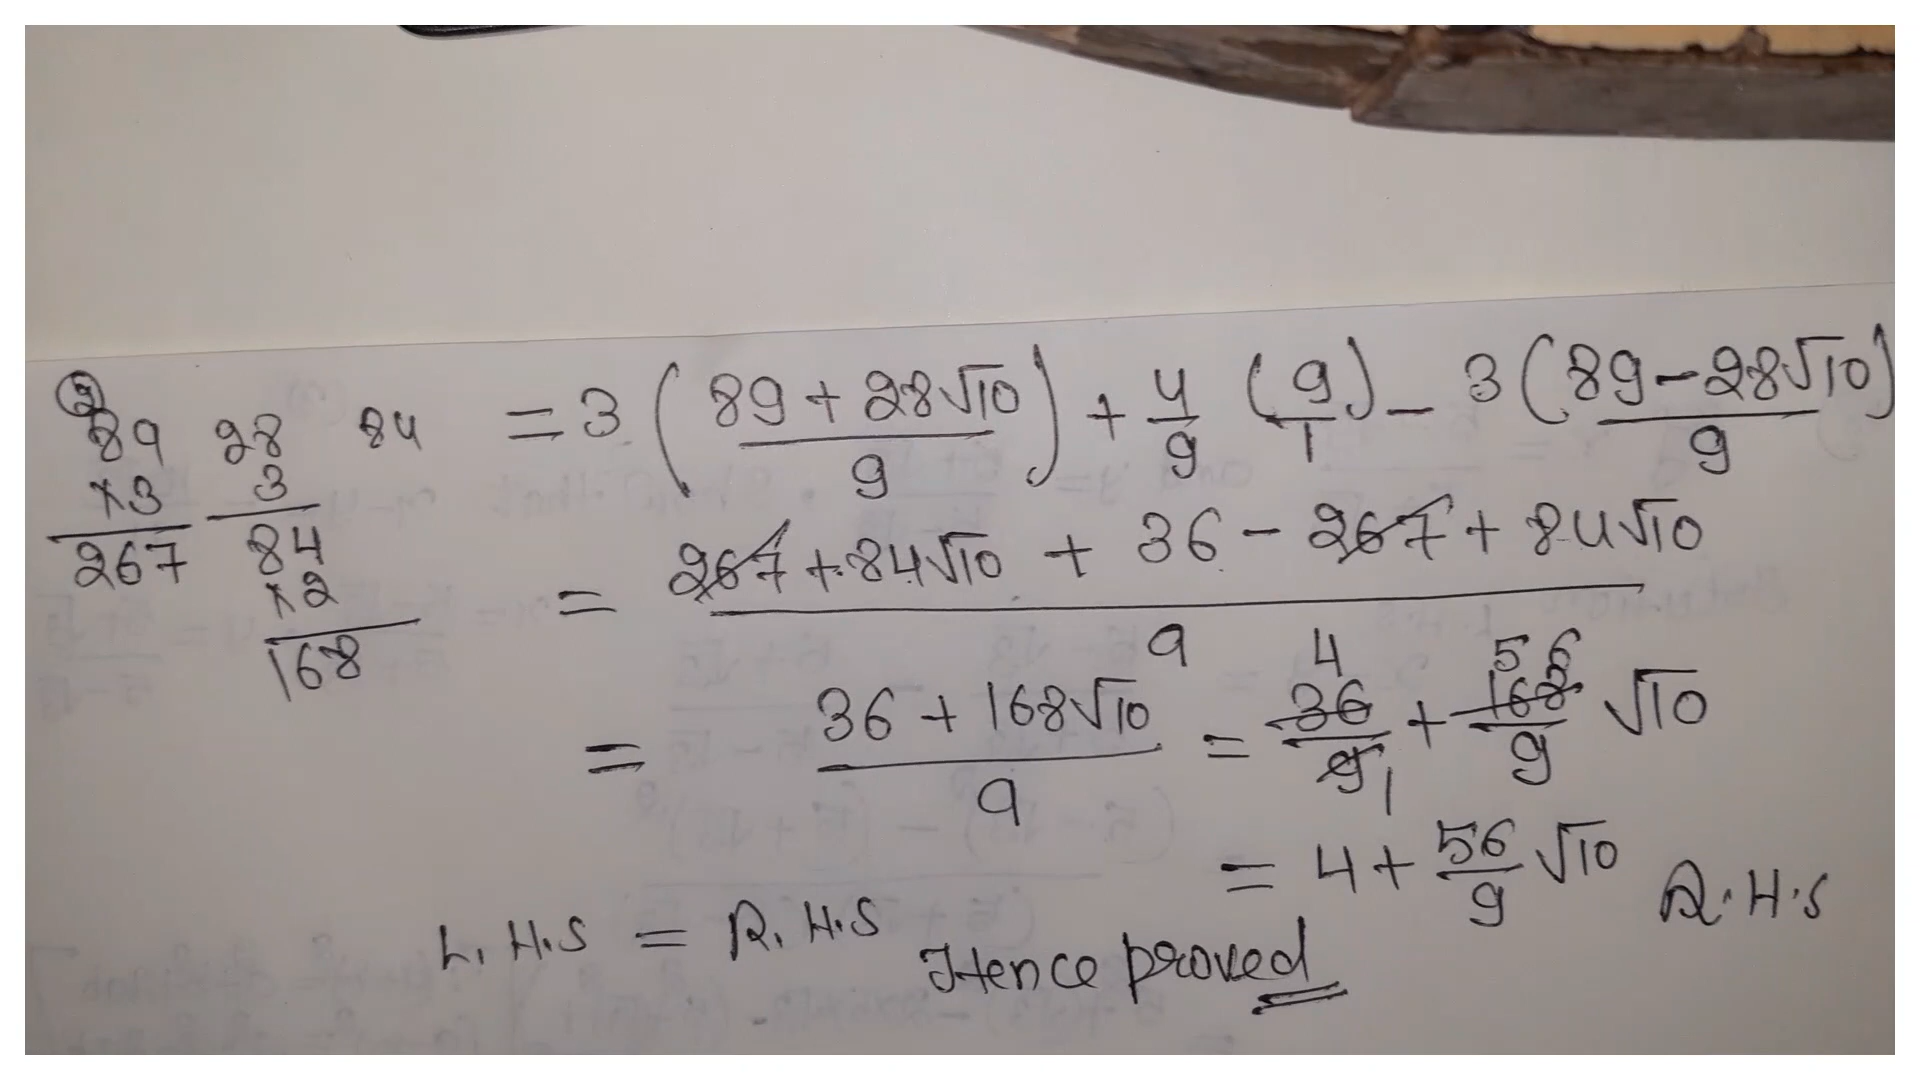 = 3 ( (89 + 28√10) / 9 ) + 4/9 (9/1) - 3 ( (89 - 28√10) / 9 )
= (267 + 84√10 + 36 - 267 + 84√10) / 9
= (36 + 168√10) / 9 = 36/9 + 168/9 √10
4 1 56
= 4 + 56/9 √10 R.H.S
L.H.S = R.H.S Hence proved
2
89 28 84
×3 3
267 84
×2
168